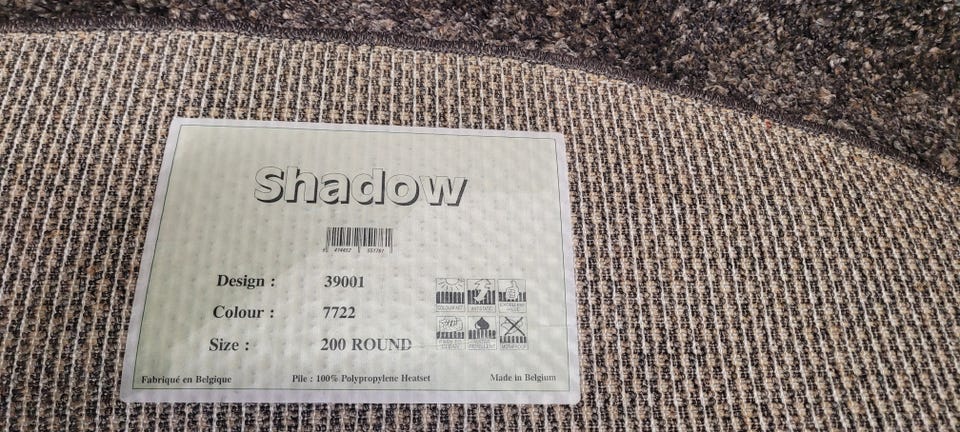 Shadow
Design : 39001
Colour : 7722
Size : 200 ROUND
Fabriqué en Belgique Pile : 100% Polypropylene Heatset Made in Belgium